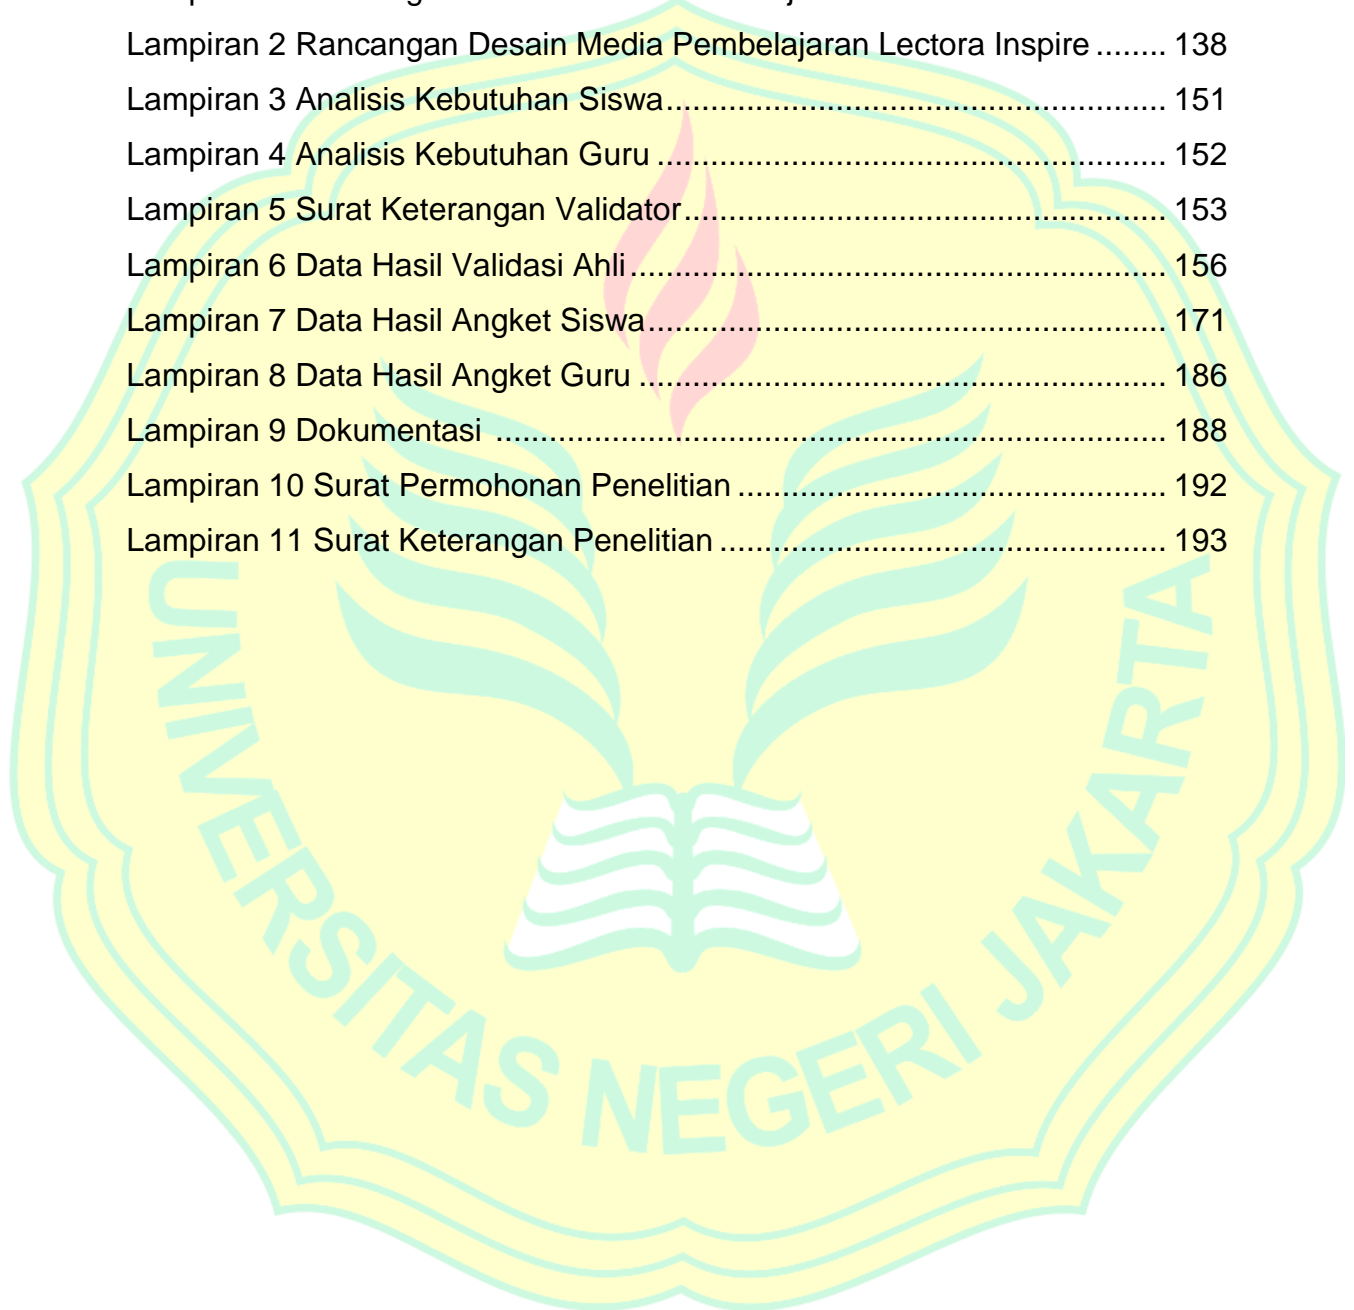 Lampiran 2 Rancangan Desain Media Pembelajaran Lectora Inspire ........ 138
Lampiran 3 Analisis Kebutuhan Siswa........................................................ 151
Lampiran 4 Analisis Kebutuhan Guru ......................................................... 152
Lampiran 5 Surat Keterangan Validator...................................................... 153
Lampiran 6 Data Hasil Validasi Ahli............................................................ 156
Lampiran 7 Data Hasil Angket Siswa.......................................................... 171
Lampiran 8 Data Hasil Angket Guru ........................................................... 186
Lampiran 9 Dokumentasi ........................................................................... 188
Lampiran 10 Surat Permohonan Penelitian ................................................ 192
Lampiran 11 Surat Keterangan Penelitian .................................................. 193
UNIVERSITAS NEGERI JAKARTA